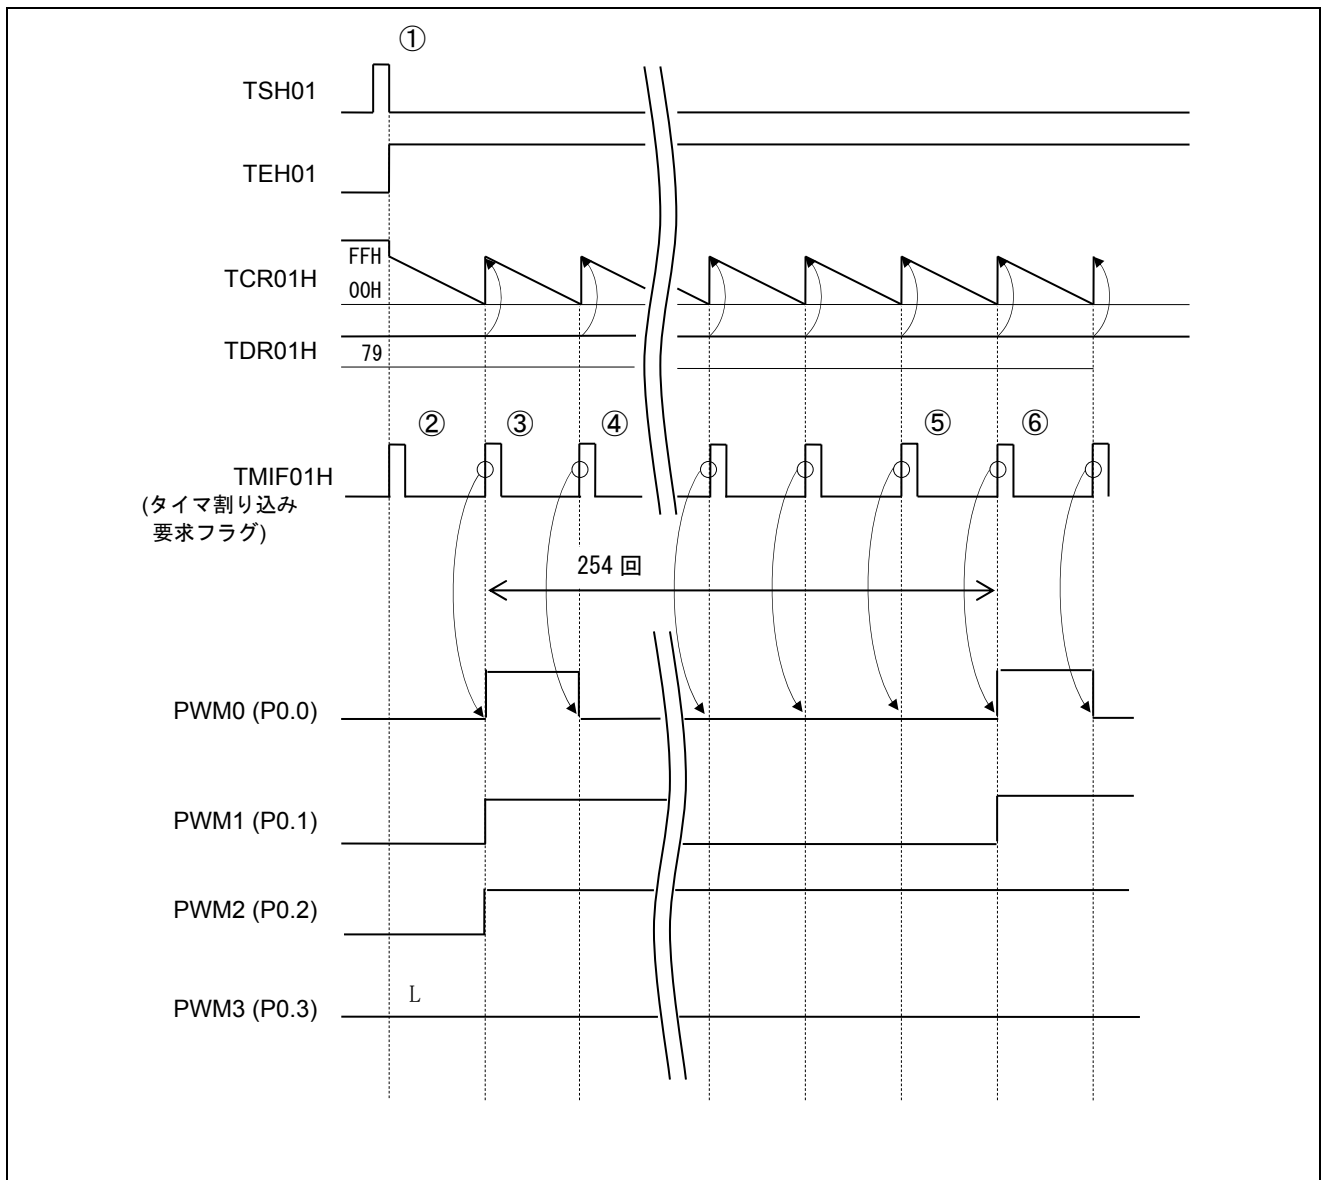 ①
TSH01
TEH01
TCR01H
FFH
00H
TDR01H
79
② ③ ④ ⑤ ⑥
TMIF01H
(タイマ割り込み
要求フラグ)
254 回
PWM0 (P0.0)
PWM1 (P0.1)
PWM2 (P0.2)
L
PWM3 (P0.3)